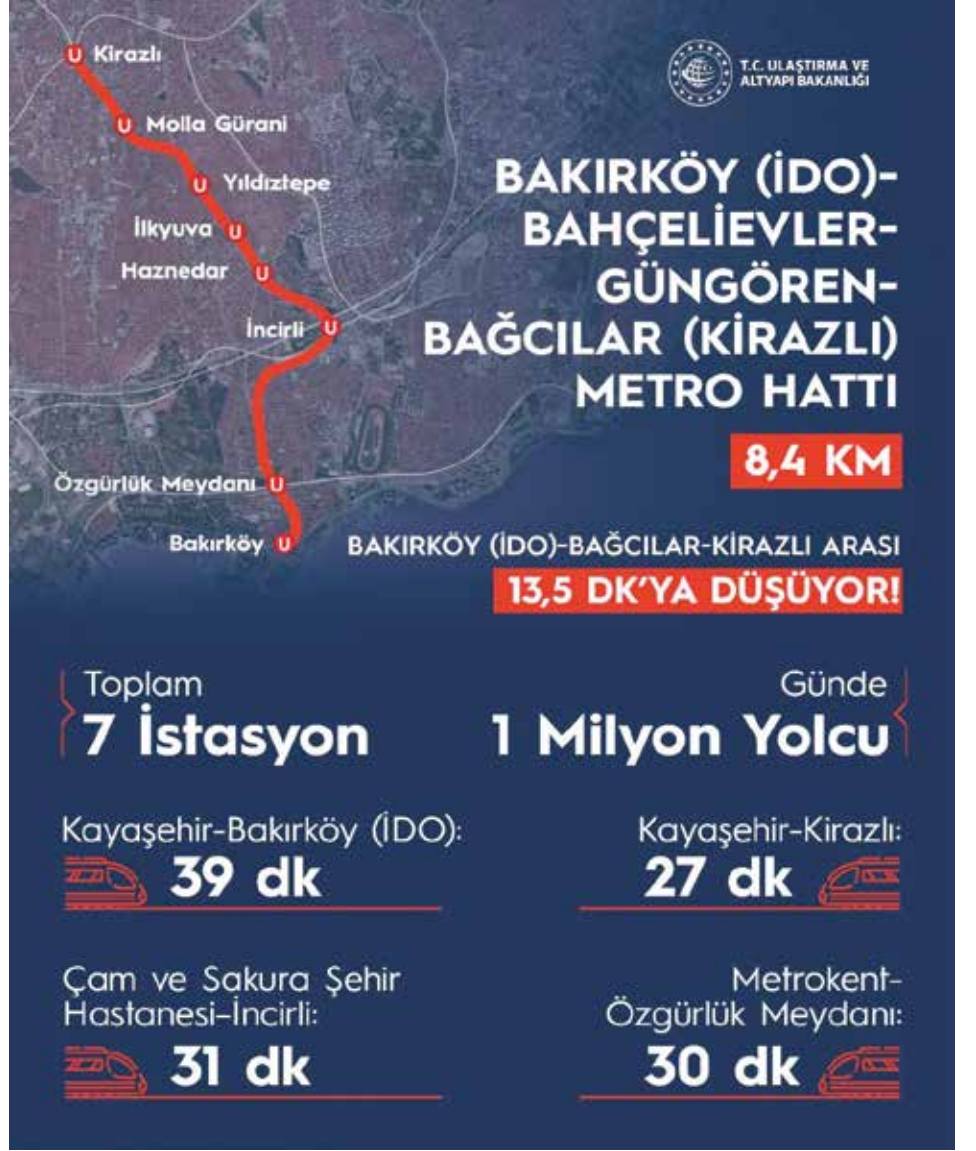 Kirazlı
Molla Gürani
Yıldıztepe
İlkyuva
Haznedar
İncirli
Özgürlük Meydanı
Bakırköy
T.C. ULAŞTIRMA VE
ALTYAPI BAKANLIĞI
BAKIRKÖY (İDO)-
BAHÇELİEVLER-
GÜNGÖREN-
BAĞCILAR (KİRAZLI)
METRO HATTI
8,4 KM
BAKIRKÖY (İDO)-BAĞCILAR-KİRAZLI ARASI
13,5 DK'YA DÜŞÜYOR!
Toplam
7 İstasyon
Günde
1 Milyon Yolcu
Kayaşehir-Bakırköy (İDO):
39 dk
Kayaşehir-Kirazlı:
27 dk
Çam ve Sakura Şehir
Hastanesi-İncirli:
31 dk
Metrokent-
Özgürlük Meydanı:
30 dk